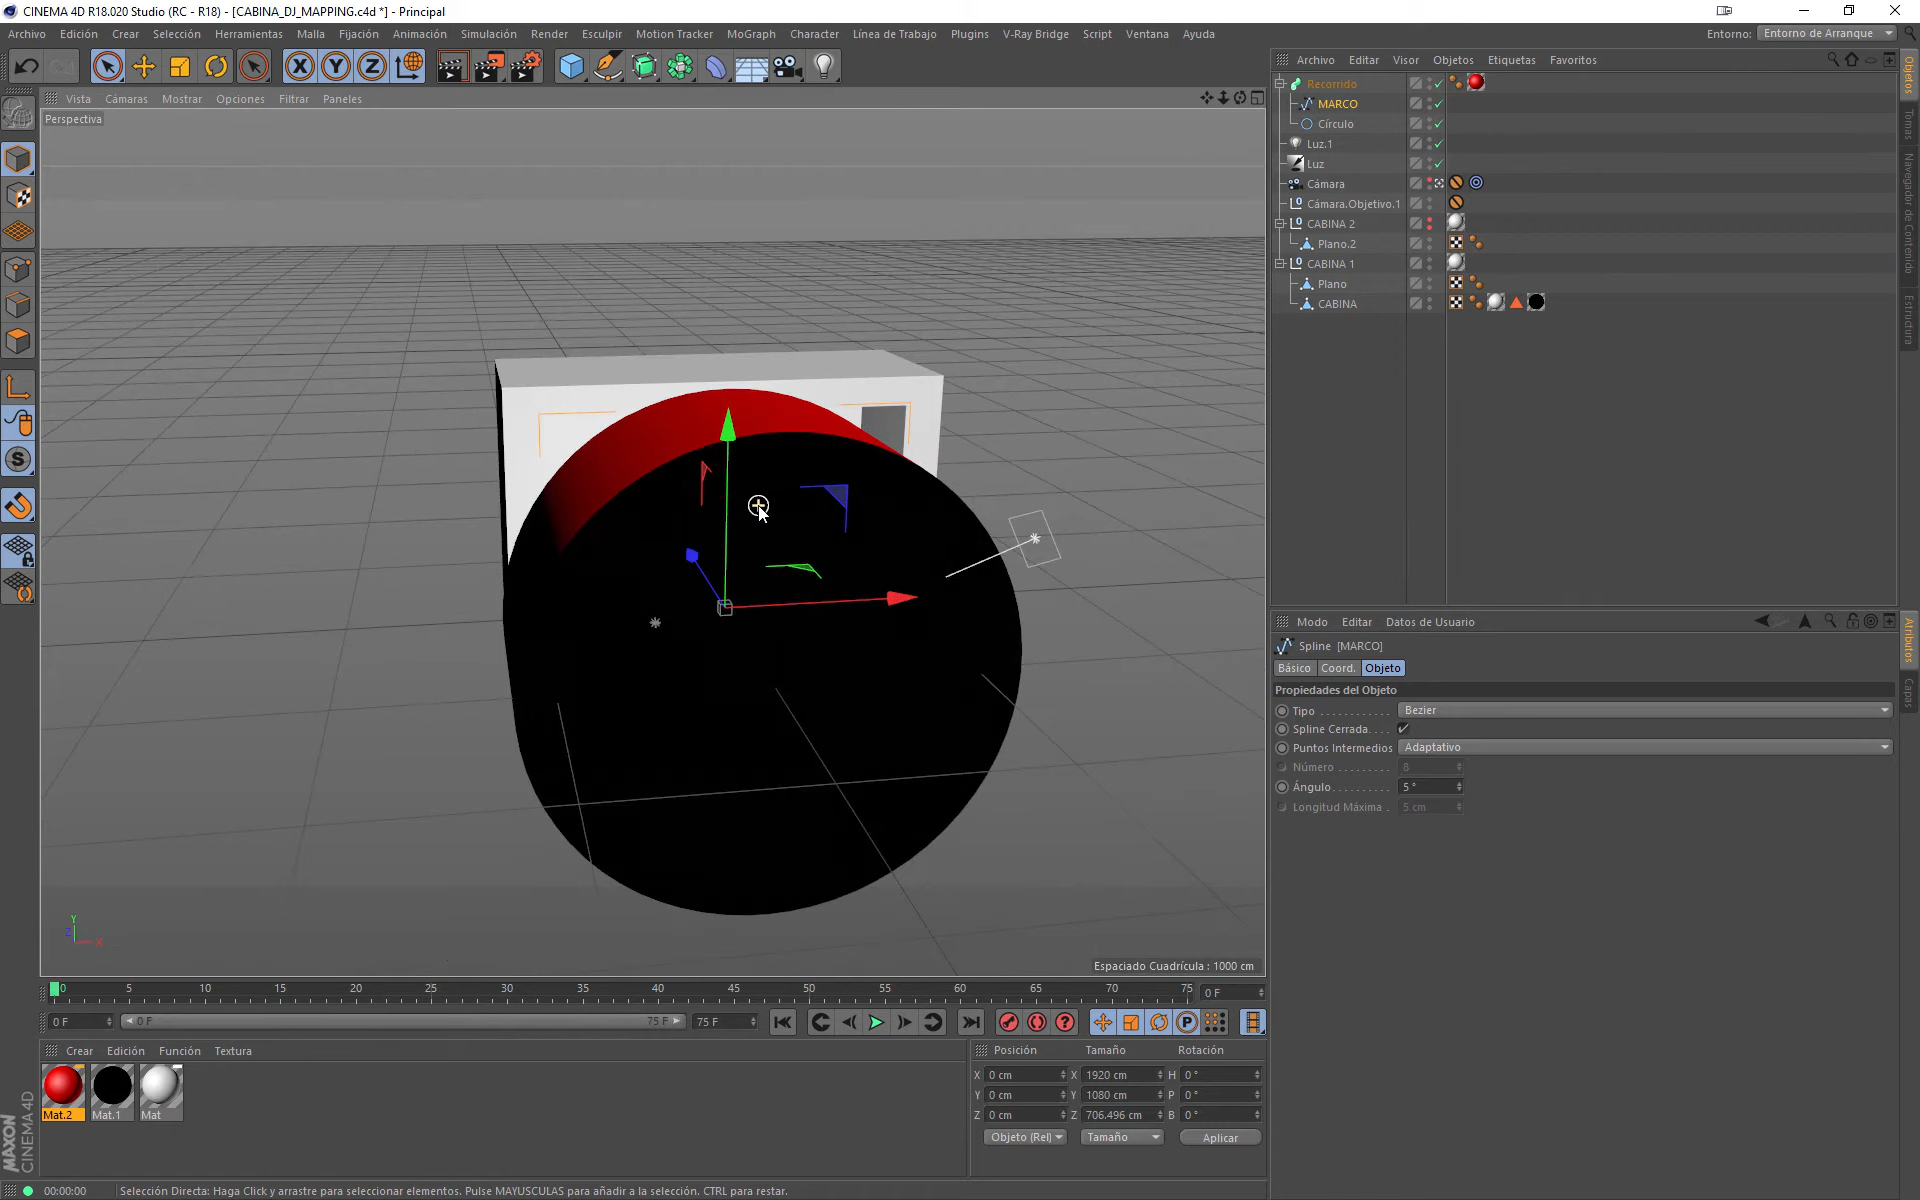 CINEMA 4D R18.020 Studio (RC - R18) - [CABINA_DJ_MAPPING.c4d *] - Principal
Archivo Edición Crear Selección Herramientas Malla Fijación Animación Simulación Render Esculpir Motion Tracker MoGraph Character Línea de Trabajo Plugins V-Ray Bridge Script Ventana Ayuda Entorno: Entorno de Arranque
Vista Cámaras Mostrar Opciones Filtrar Paneles
Perspectiva
Espaciado Cuadrícula : 1000 cm
Y
Z X
Archivo Editar Visor Objetos Etiquetas Favoritos
Recorrido
MARCO
Círculo
Luz.1
Luz
Cámara
Cámara.Objetivo.1
CABINA 2
Plano.2
CABINA 1
Plano
CABINA
Objetos
Tomas
Navegador de Contenido
Estructura
Modo Editar Datos de Usuario
Spline [MARCO]
Básico Coord. Objeto
Propiedades del Objeto
Tipo Bezier
Spline Cerrada
Puntos Intermedios Adaptativo
Número 8
Ángulo 5 °
Longitud Máxima 5 cm
Atributos
Capas
0 5 10 15 20 25 30 35 40 45 50 55 60 65 70 75 0 F
0 F 0 F 75 F 75 F
Crear Edición Función Textura
Mat.2 Mat.1 Mat
Posición Tamaño Rotación
X 0 cm X 1920 cm H 0 °
Y 0 cm Y 1080 cm P 0 °
Z 0 cm Z 706.496 cm B 0 °
Objeto (Rel) Tamaño Aplicar
MAXON
CINEMA 4D
00:00:00 Selección Directa: Haga Click y arrastre para seleccionar elementos. Pulse MAYUSCULAS para añadir a la selección. CTRL para restar.